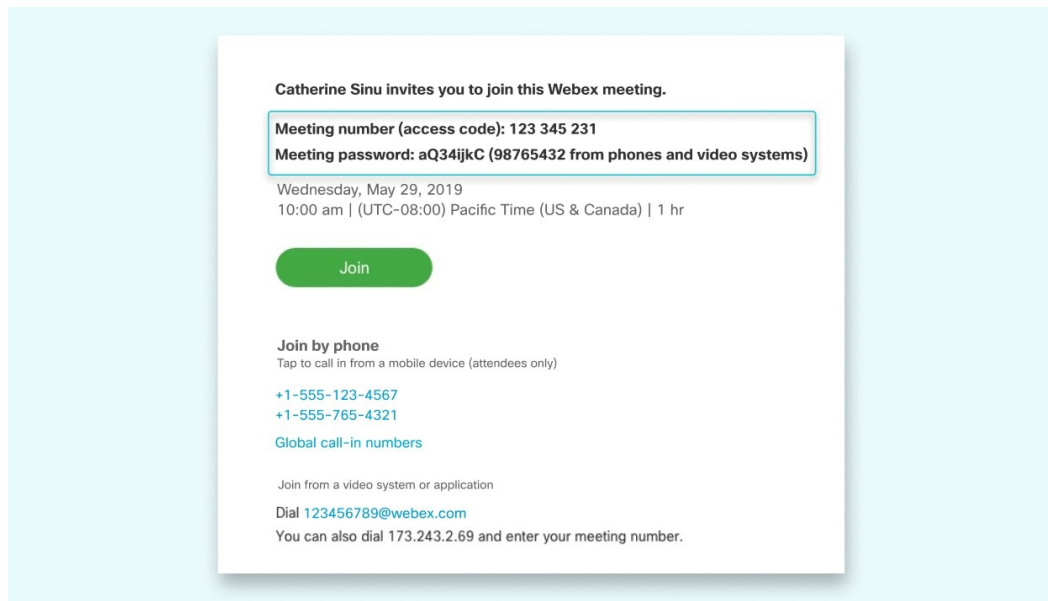 Catherine Sinu invites you to join this Webex meeting.
Meeting number (access code): 123 345 231
Meeting password: aQ34ijkC (98765432 from phones and video systems)
Wednesday, May 29, 2019
10:00 am | (UTC-08:00) Pacific Time (US & Canada) | 1 hr
Join
Join by phone
Tap to call in from a mobile device (attendees only)
+1-555-123-4567
+1-555-765-4321
Global call-in numbers
Join from a video system or application
Dial 123456789@webex.com
You can also dial 173.243.2.69 and enter your meeting number.